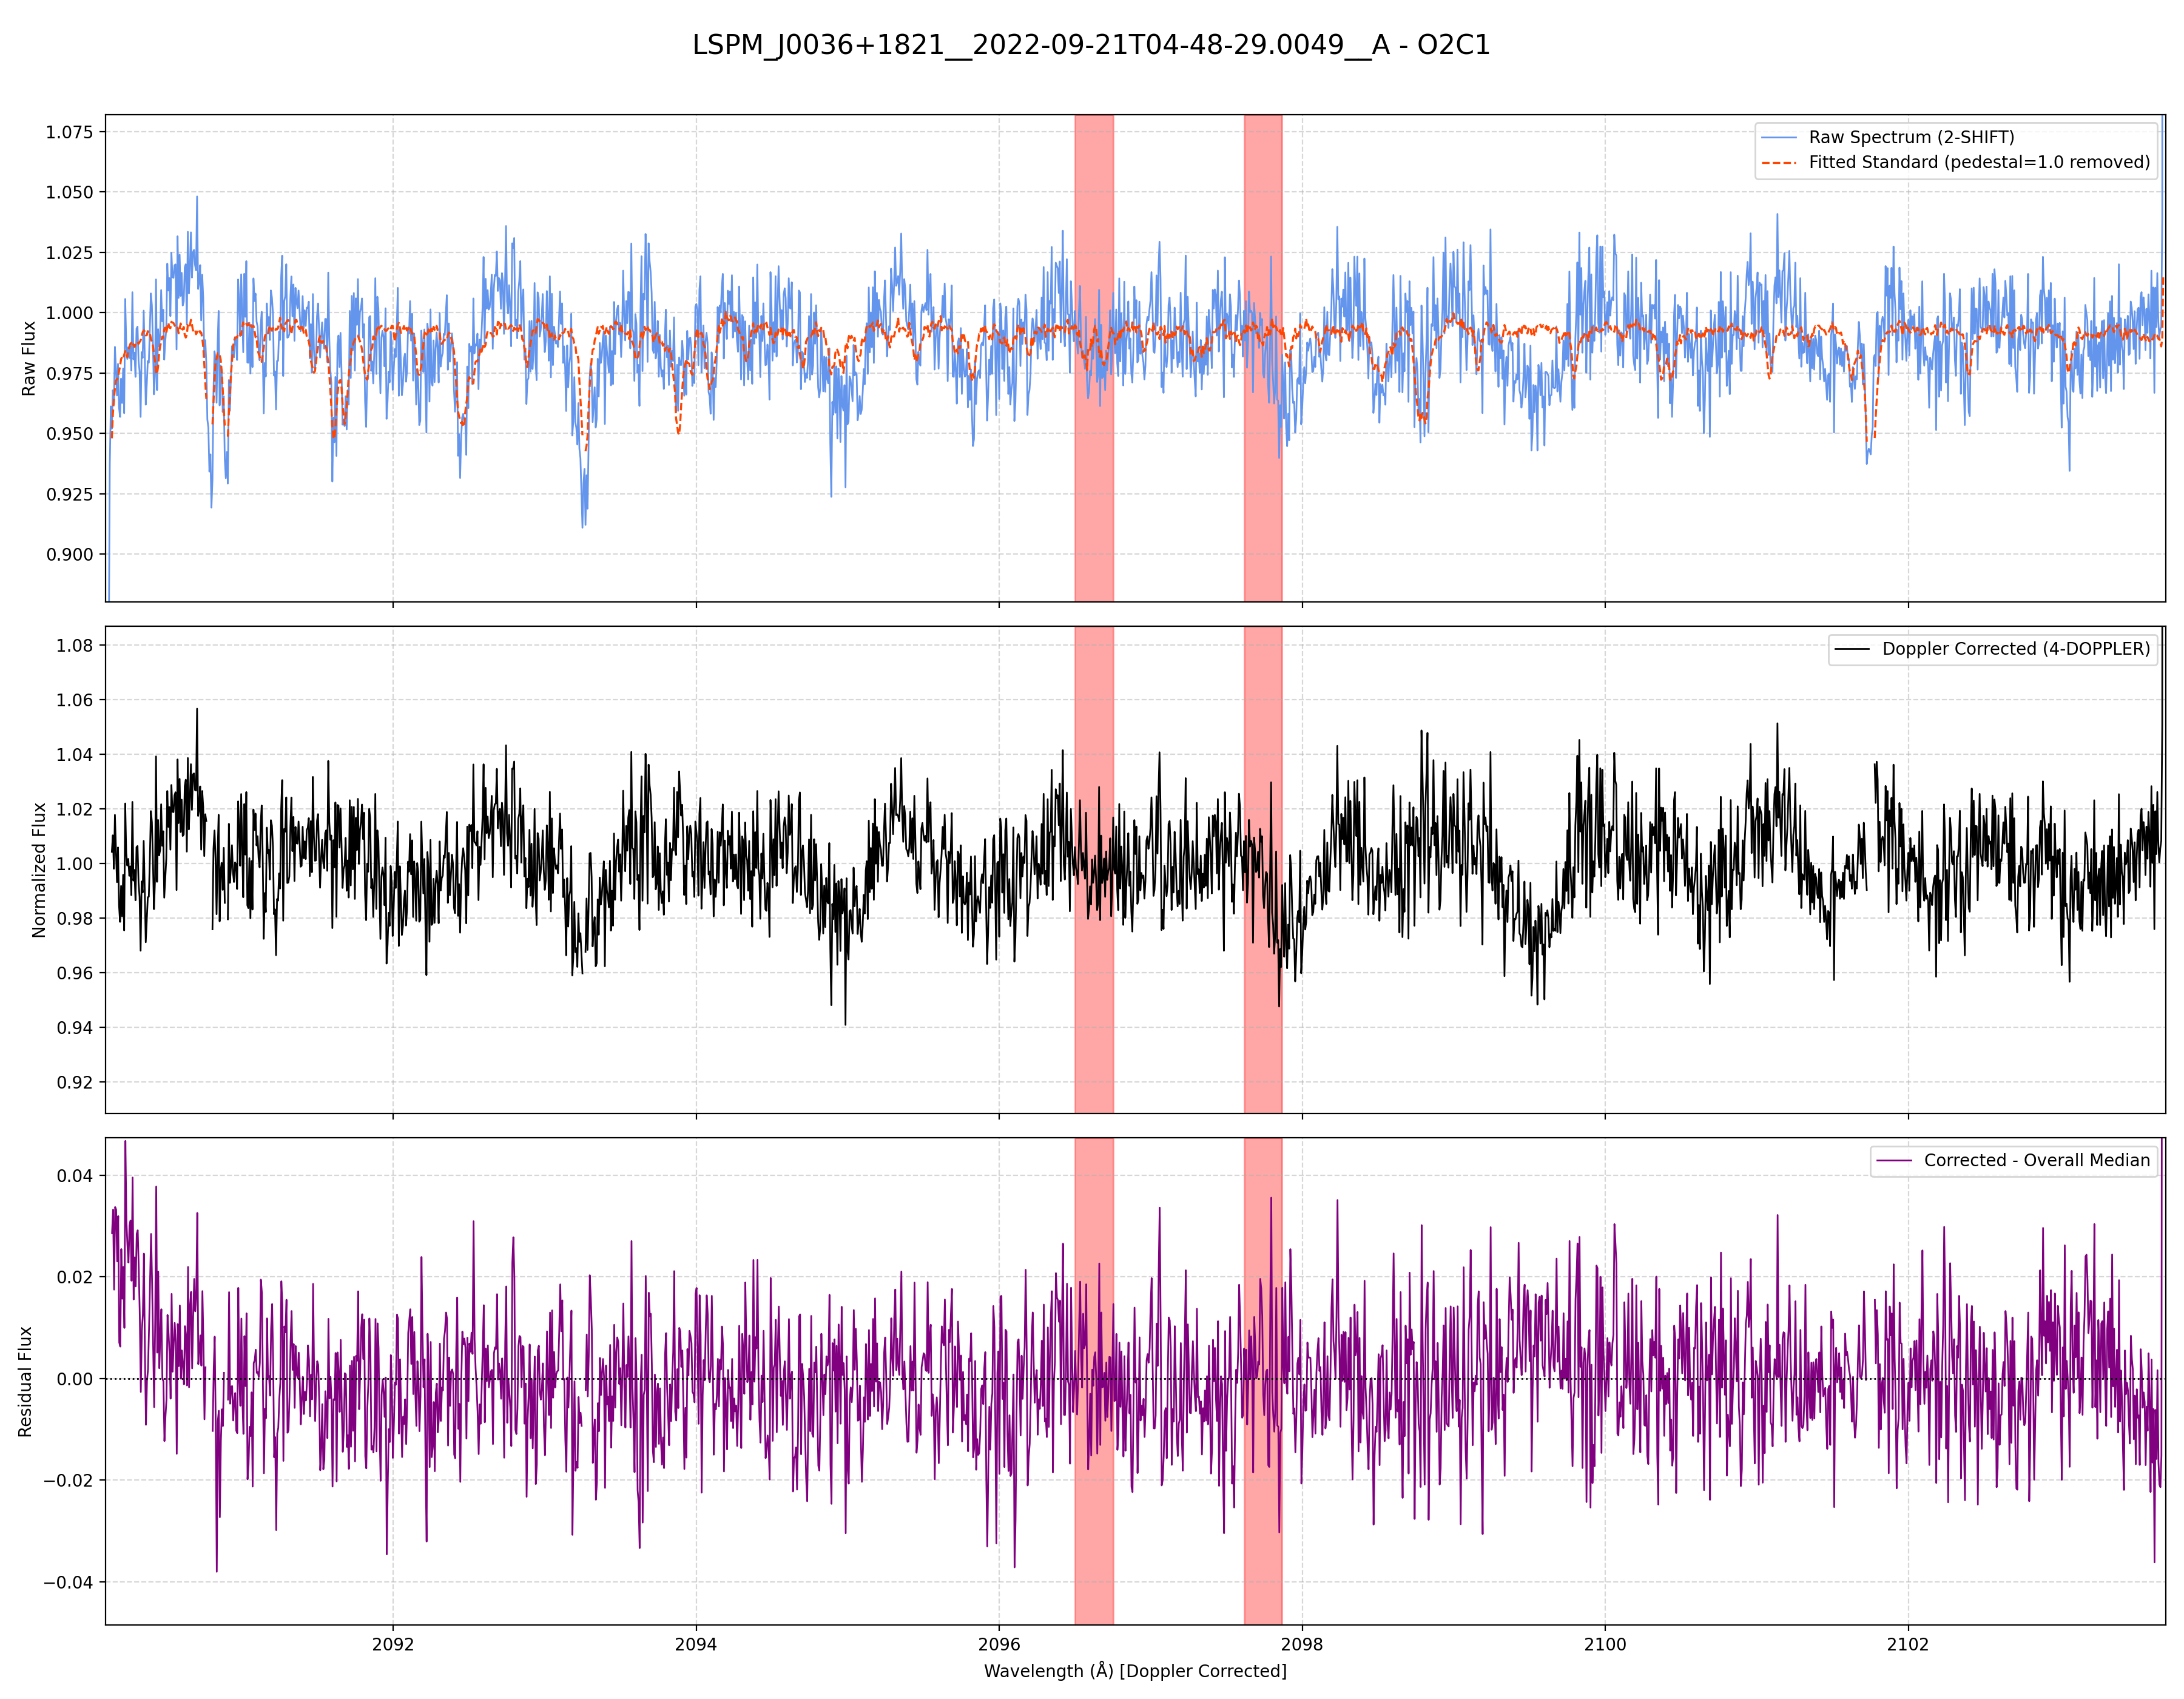 LSPM_J0036+1821__2022-09-21T04-48-29.0049__A - O2C1
1.075
1.050
1.025
1.000
0.975
0.950
0.925
0.900
Raw Flux
Raw Spectrum (2-SHIFT)
Fitted Standard (pedestal=1.0 removed)
1.08
1.06
1.04
1.02
1.00
0.98
0.96
0.94
0.92
Normalized Flux
Doppler Corrected (4-DOPPLER)
0.04
0.02
0.00
−0.02
−0.04
Residual Flux
Corrected - Overall Median
2092 2094 2096 2098 2100 2102
Wavelength (Å) [Doppler Corrected]